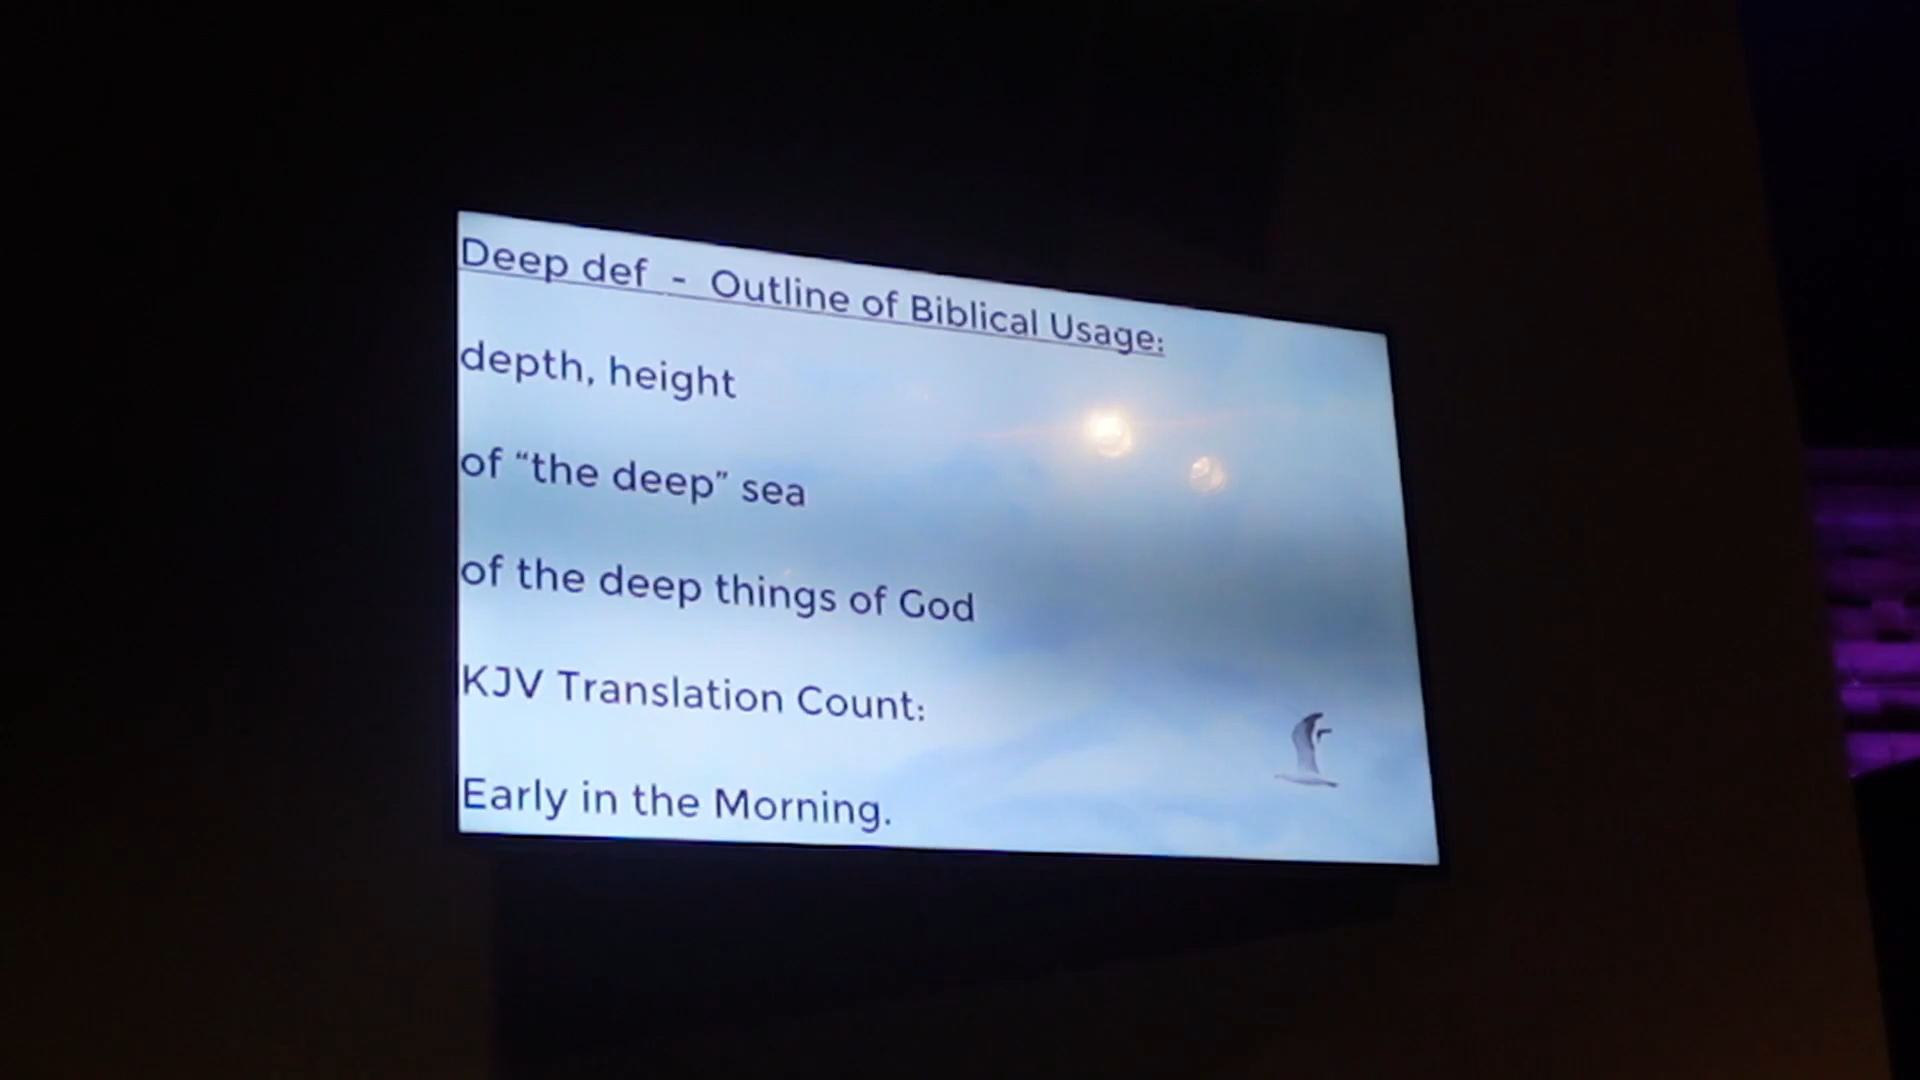 Deep def - Outline of Biblical Usage:
depth, height
of “the deep” sea
of the deep things of God
KJV Translation Count:
Early in the Morning.